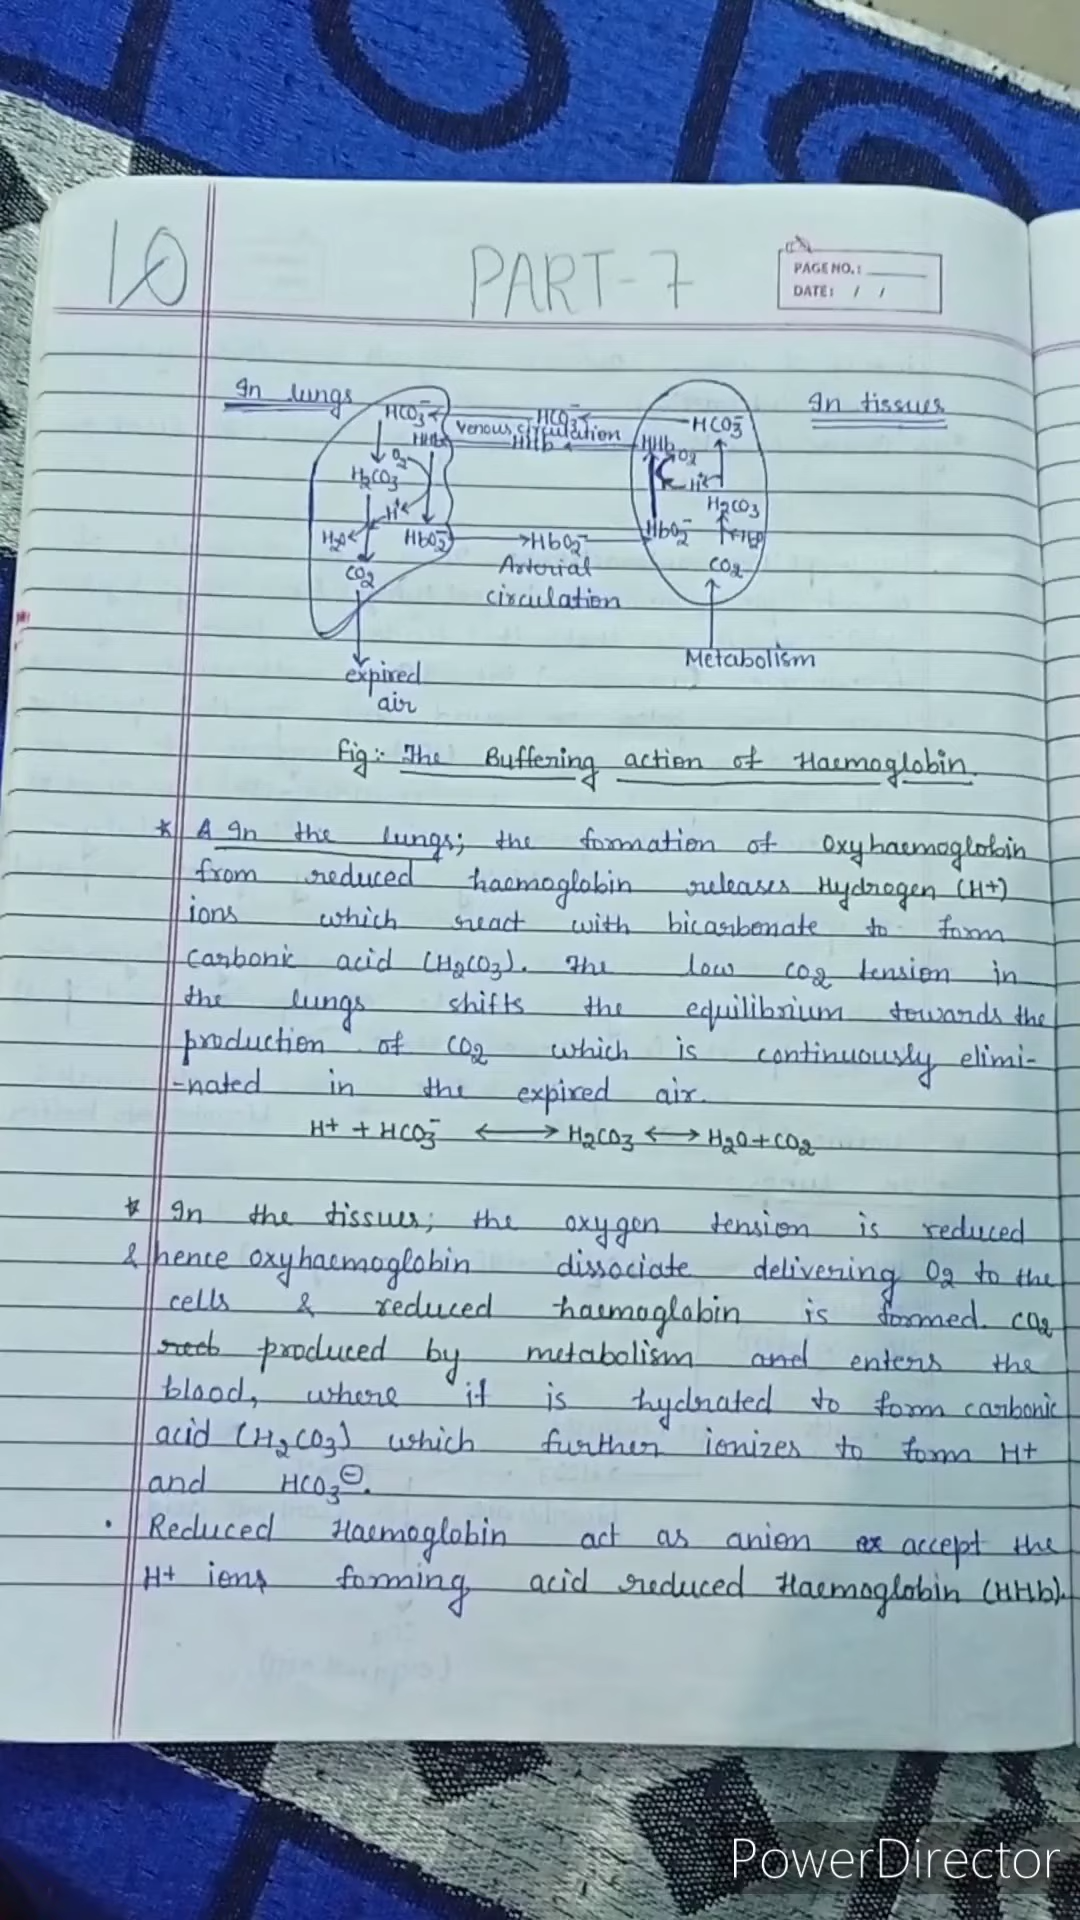 10
PART-7
PAGE NO.:
DATE: / /
In lungs
In tissues
HCO3⁻
HCO3⁻
HCO3⁻
Venous circulation
HHb
HHb
HHb
O2
O2
H2CO3
H+
H+
H2CO3
H2O
HbO2⁻
HbO2⁻
HbO2⁻
CO2
CO2
Arterial
circulation
Metabolism
expired
air
Fig:- The Buffering action of Haemoglobin
* A In the lungs; the formation of Oxyhaemoglobin
from reduced haemoglobin releases Hydrogen (H+)
ions which react with bicarbonate to form
Carbonic acid (H2CO3). The low CO2 tension in
the lungs shifts the equilibrium towards the
production of CO2 which is continuously elimi-
-nated in the expired air.
H+ + HCO3⁻ ⟷ H2CO3 ⟷ H2O + CO2
* In the tissues; the oxygen tension is reduced
& hence oxyhaemoglobin dissociate delivering O2 to the
cells & reduced haemoglobin is formed. CO2
produced by metabolism and enters the
blood, where it is hydrated to form carbonic
acid (H2CO3) which further ionizes to form H+
and HCO3⊖.
• Reduced Haemoglobin act as anion accept the
H+ ions forming acid reduced Haemoglobin (HHb).
PowerDirector